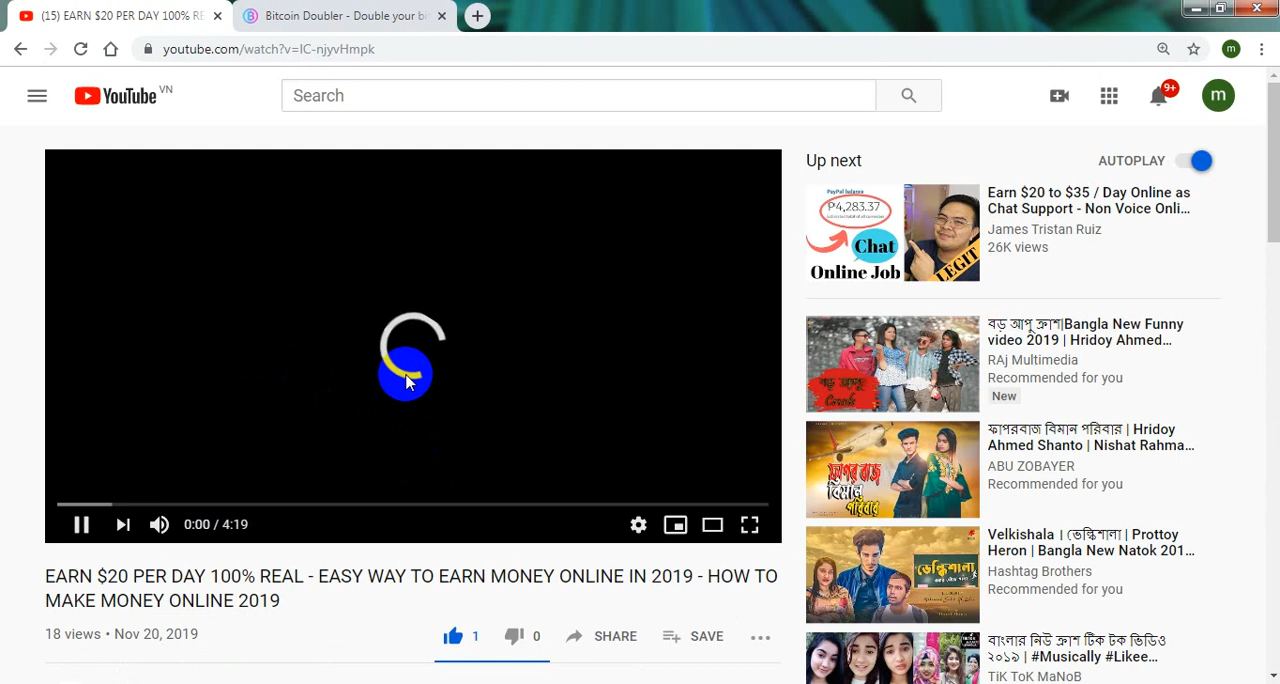 (15) EARN $20 PER DAY 100% RE
Bitcoin Doubler - Double your bi
youtube.com/watch?v=IC-njyvHmpk
m
YouTube VN
Search
9+
m
Up next
AUTOPLAY
PayPal balance
₱4,283.37
Chat
Online Job
LEGIT
Earn $20 to $35 / Day Online as
Chat Support - Non Voice Onli...
James Tristan Ruiz
26K views
বড় আপু ক্রাশ|Bangla New Funny
video 2019 | Hridoy Ahmed...
RAj Multimedia
Recommended for you
New
ফাপরবাজ বিমান পরিবার | Hridoy
Ahmed Shanto | Nishat Rahma...
ABU ZOBAYER
Recommended for you
ফাপর বাজ
বিমান
পরিবার
Velkishala । ভেল্কিশালা | Prottoy
Heron | Bangla New Natok 201...
Hashtag Brothers
Recommended for you
ভেল্কিশালা
বাংলার নিউ ক্রাশ টিক টক ভিডিও
২০১৯ | #Musically #Likee...
TiK ToK MaNoB
0:00 / 4:19
EARN $20 PER DAY 100% REAL - EASY WAY TO EARN MONEY ONLINE IN 2019 - HOW TO
MAKE MONEY ONLINE 2019
18 views • Nov 20, 2019
1
0
SHARE
SAVE